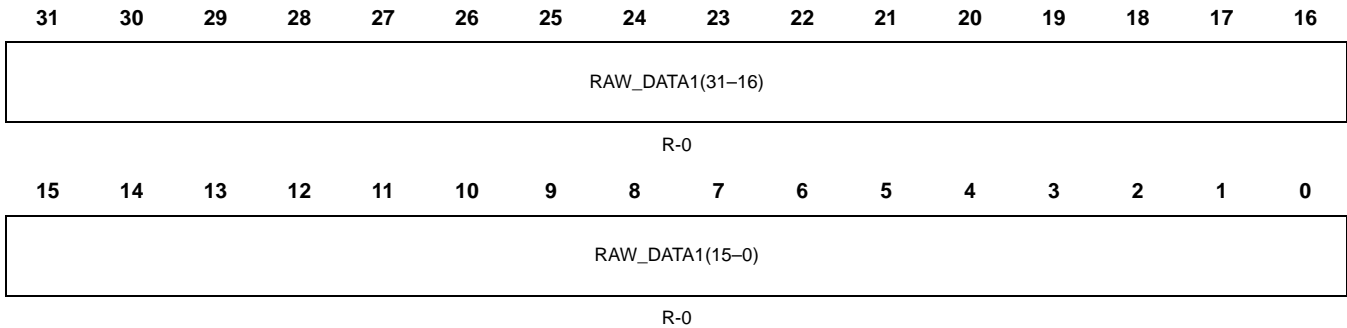 31 30 29 28 27 26 25 24 23 22 21 20 19 18 17 16
RAW_DATA1(31–16)
R-0
15 14 13 12 11 10 9 8 7 6 5 4 3 2 1 0
RAW_DATA1(15–0)
R-0